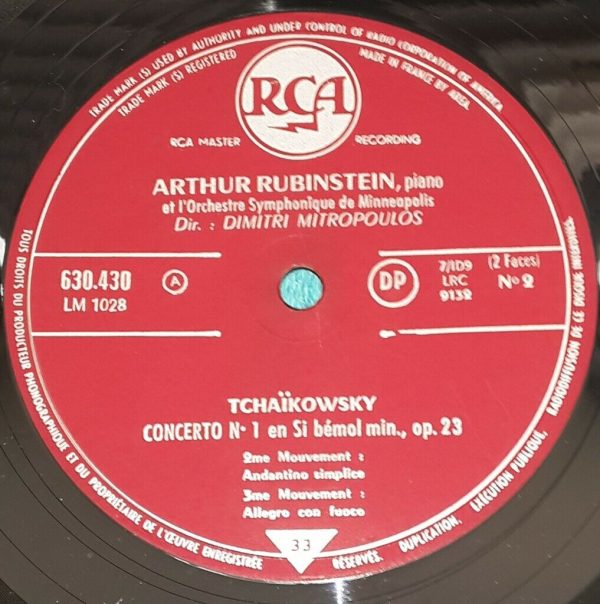 TRADE MARK (S) USED BY AUTHORITY AND UNDER CONTROL OF RADIO CORPORATION OF AMERICA
TRADE MARK (S) REGISTERED
MADE IN FRANCE BY AREA.
RCA
RCA MASTER RECORDING
ARTHUR RUBINSTEIN, piano
et l'Orchestre Symphonique de Minneapolis
Dir. : DIMITRI MITROPOULOS
630.430 A DP 7/1D9 (2 Faces)
LM 1028 LRC Nº 2
9132
TCHAÏKOWSKY
CONCERTO Nº 1 en Si bémol min., op. 23
2me Mouvement :
Andantino simplice
3me Mouvement :
Allegro con fuoco
33
TOUS DROITS DU PRODUCTEUR PHONOGRAPHIQUE ET DU PROPRIÉTAIRE DE L'ŒUVRE ENREGISTRÉE RÉSERVÉS. DUPLICATION, EXÉCUTION PUBLIQUE, RADIODIFFUSION DE CE DISQUE INTERDITES.